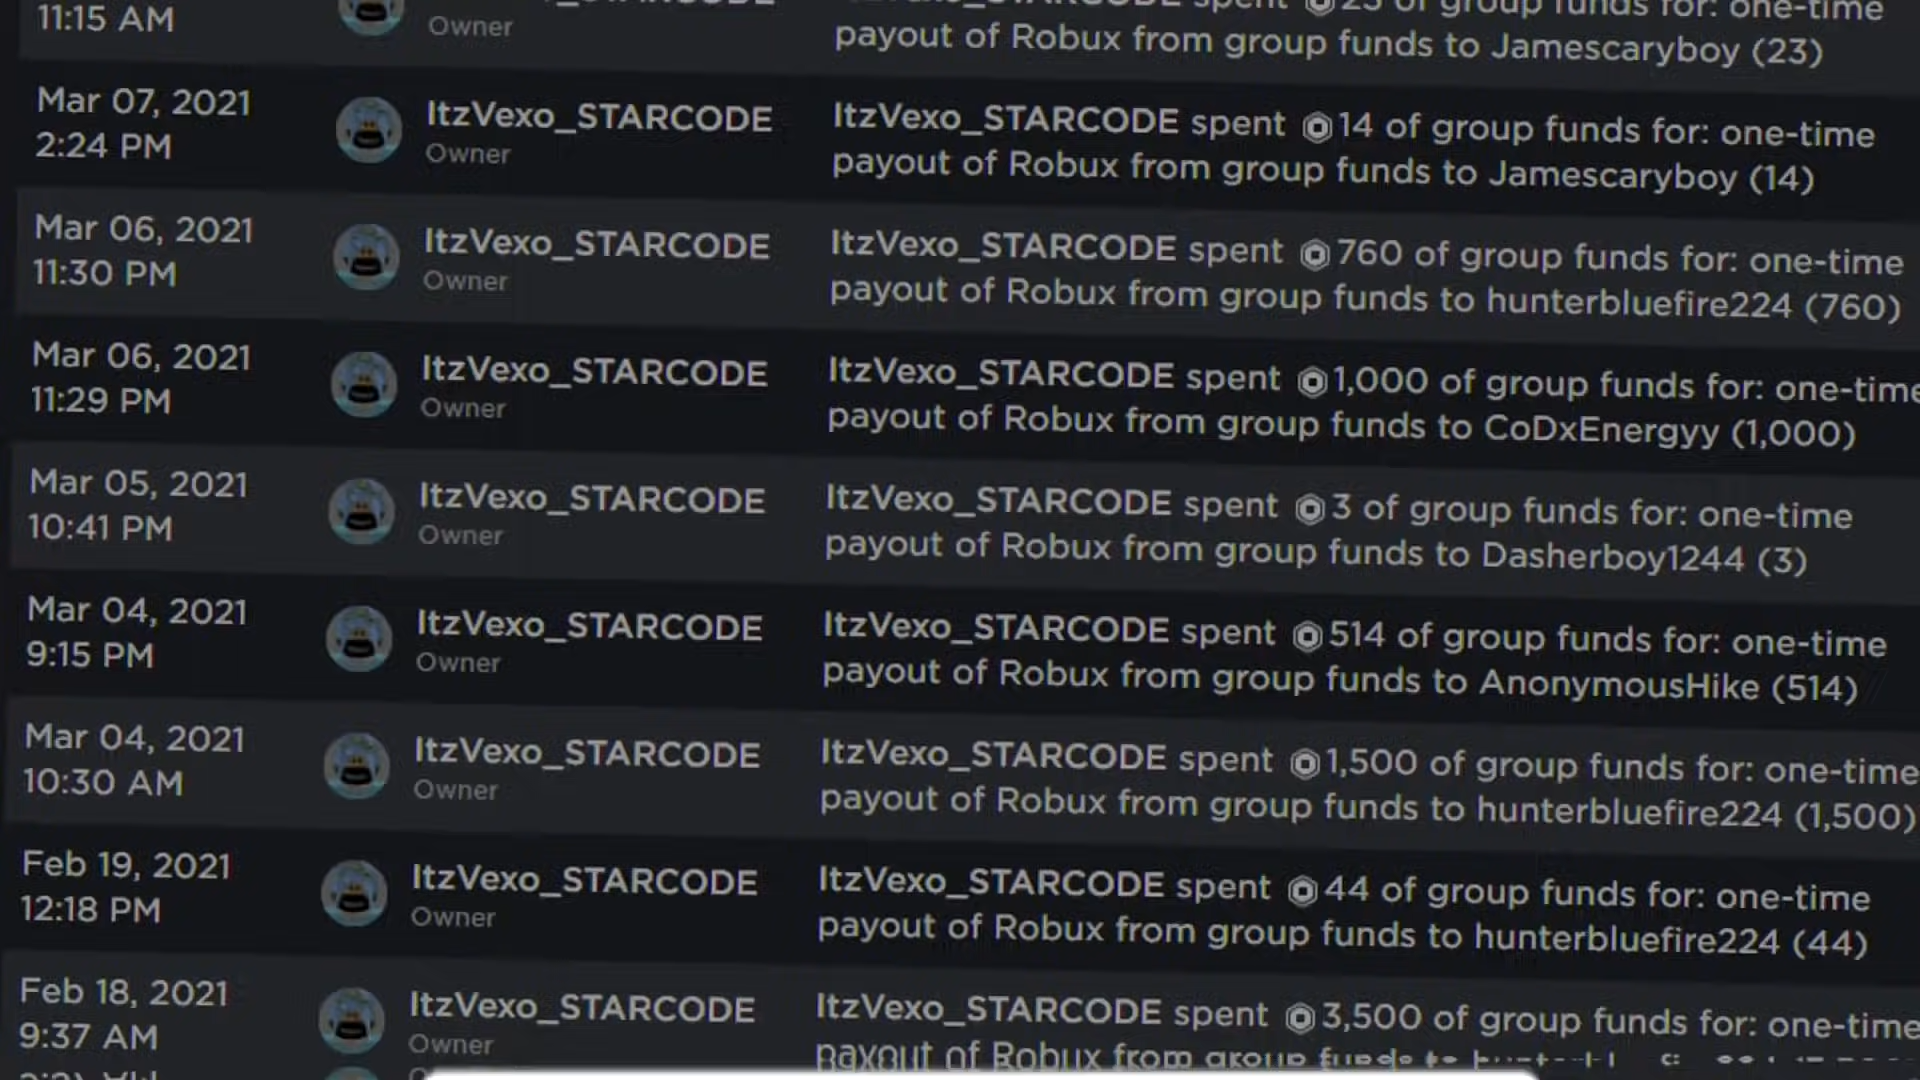 11:15 AM
Owner
payout of Robux from group funds to Jamescaryboy (23)
Mar 07, 2021
2:24 PM
ItzVexo_STARCODE
Owner
ItzVexo_STARCODE spent 14 of group funds for: one-time
payout of Robux from group funds to Jamescaryboy (14)
Mar 06, 2021
11:30 PM
ItzVexo_STARCODE
Owner
ItzVexo_STARCODE spent 760 of group funds for: one-time
payout of Robux from group funds to hunterbluefire224 (760)
Mar 06, 2021
11:29 PM
ItzVexo_STARCODE
Owner
ItzVexo_STARCODE spent 1,000 of group funds for: one-time
payout of Robux from group funds to CoDxEnergyy (1,000)
Mar 05, 2021
10:41 PM
ItzVexo_STARCODE
Owner
ItzVexo_STARCODE spent 3 of group funds for: one-time
payout of Robux from group funds to Dasherboy1244 (3)
Mar 04, 2021
9:15 PM
ItzVexo_STARCODE
Owner
ItzVexo_STARCODE spent 514 of group funds for: one-time
payout of Robux from group funds to AnonymousHike (514)
Mar 04, 2021
10:30 AM
ItzVexo_STARCODE
Owner
ItzVexo_STARCODE spent 1,500 of group funds for: one-time
payout of Robux from group funds to hunterbluefire224 (1,500)
Feb 19, 2021
12:18 PM
ItzVexo_STARCODE
Owner
ItzVexo_STARCODE spent 44 of group funds for: one-time
payout of Robux from group funds to hunterbluefire224 (44)
Feb 18, 2021
9:37 AM
ItzVexo_STARCODE
Owner
ItzVexo_STARCODE spent 3,500 of group funds for: one-time
payout of Robux from group funds to